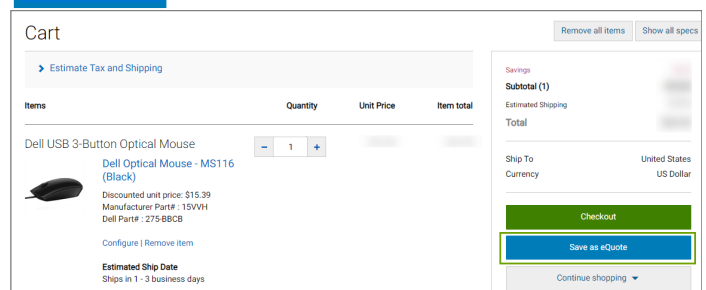 Cart
Remove all items
Show all specs
Estimate Tax and Shipping
Items
Quantity
Unit Price
Item total
Dell USB 3-Button Optical Mouse
1
Dell Optical Mouse - MS116
(Black)
Discounted unit price: $15.39
Manufacturer Part# : 15VVH
Dell Part# : 275-BBCB
Configure | Remove item
Estimated Ship Date
Ships in 1 - 3 business days
Savings
Subtotal (1)
Estimated Shipping
Total
Ship To
United States
Currency
US Dollar
Checkout
Save as eQuote
Continue shopping